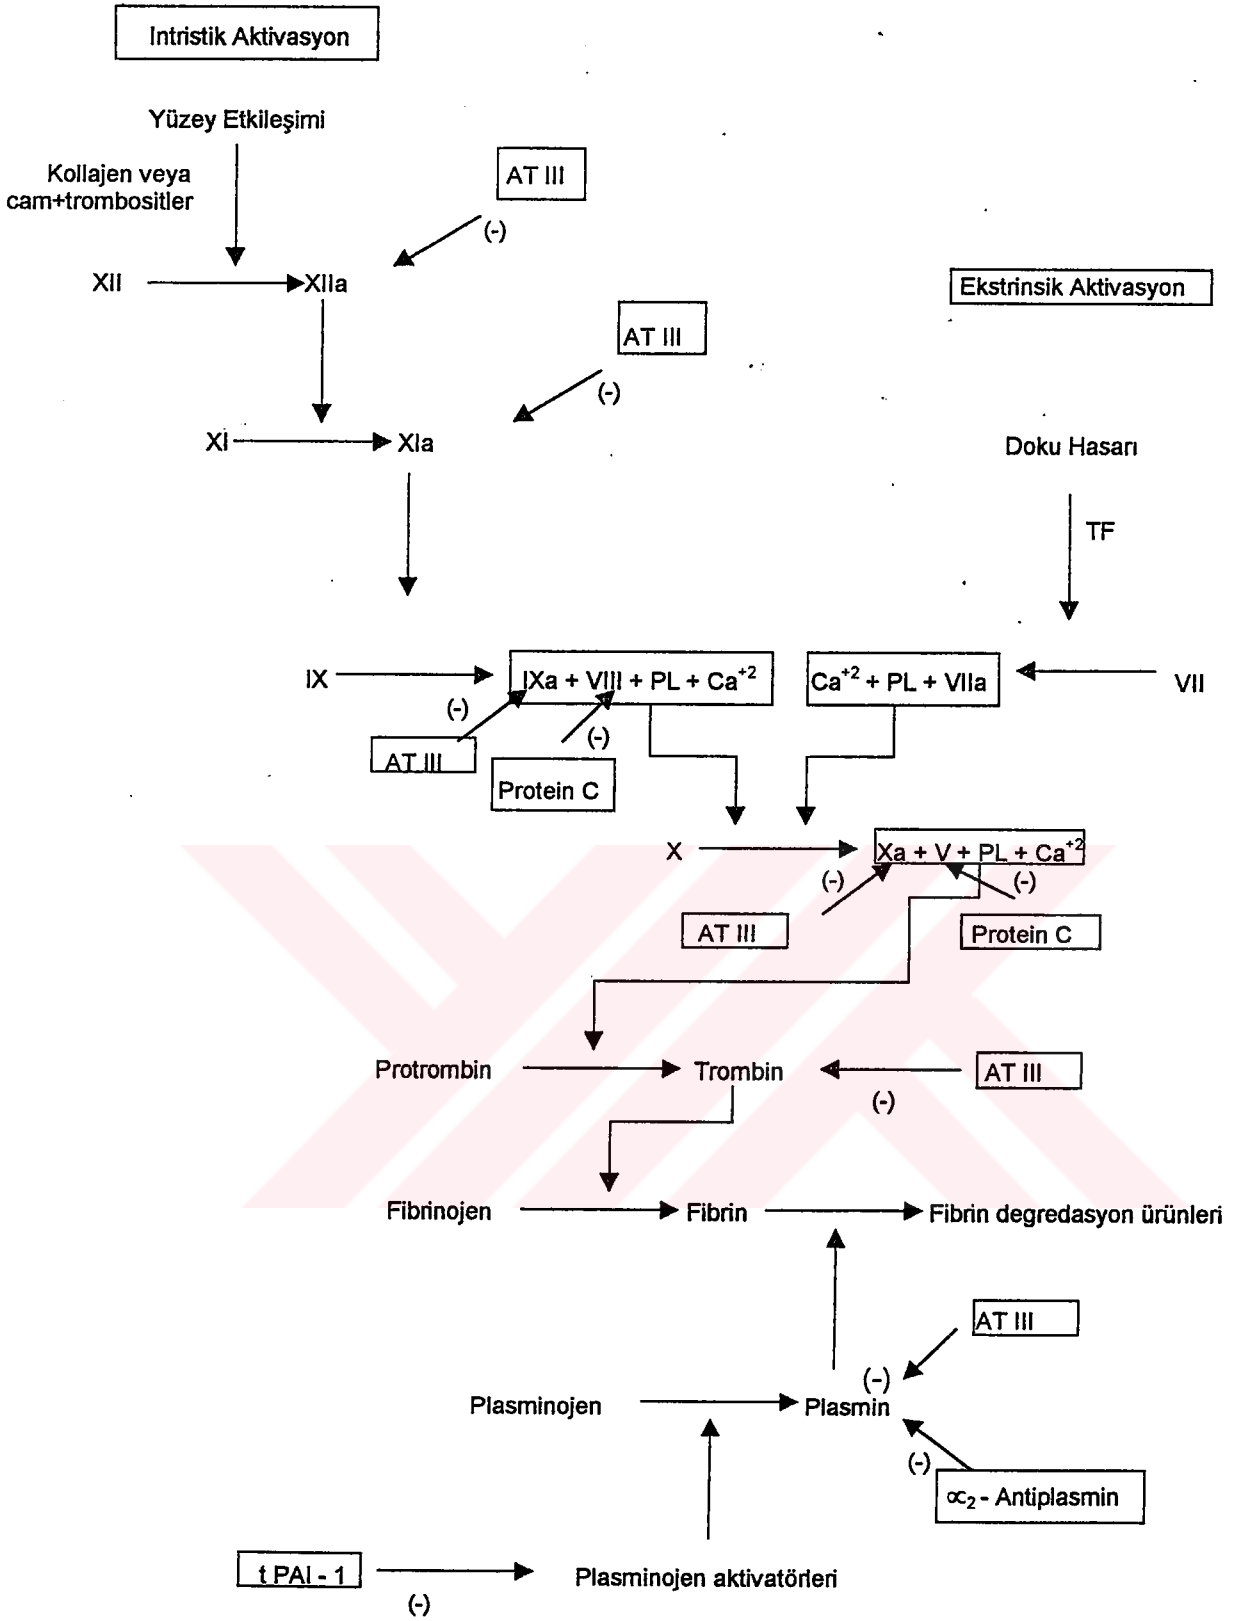 Intristik Aktivasyon
Yüzey Etkileşimi
Kollajen veya
cam+trombositler
AT III
(-)
XII
XIIa
Ekstrinsik Aktivasyon
AT III
(-)
XI
XIa
Doku Hasarı
TF
IX
IXa + VIII + PL + Ca+2
Ca+2 + PL + VIIa
VII
(-)
(-)
AT III
Protein C
X
Xa + V + PL + Ca+2
(-)
(-)
AT III
Protein C
Protrombin
Trombin
AT III
(-)
Fibrinojen
Fibrin
Fibrin degredasyon ürünleri
AT III
(-)
Plasminojen
Plasmin
(-)
∝2 - Antiplasmin
t PAI - 1
Plasminojen aktivatörleri
(-)